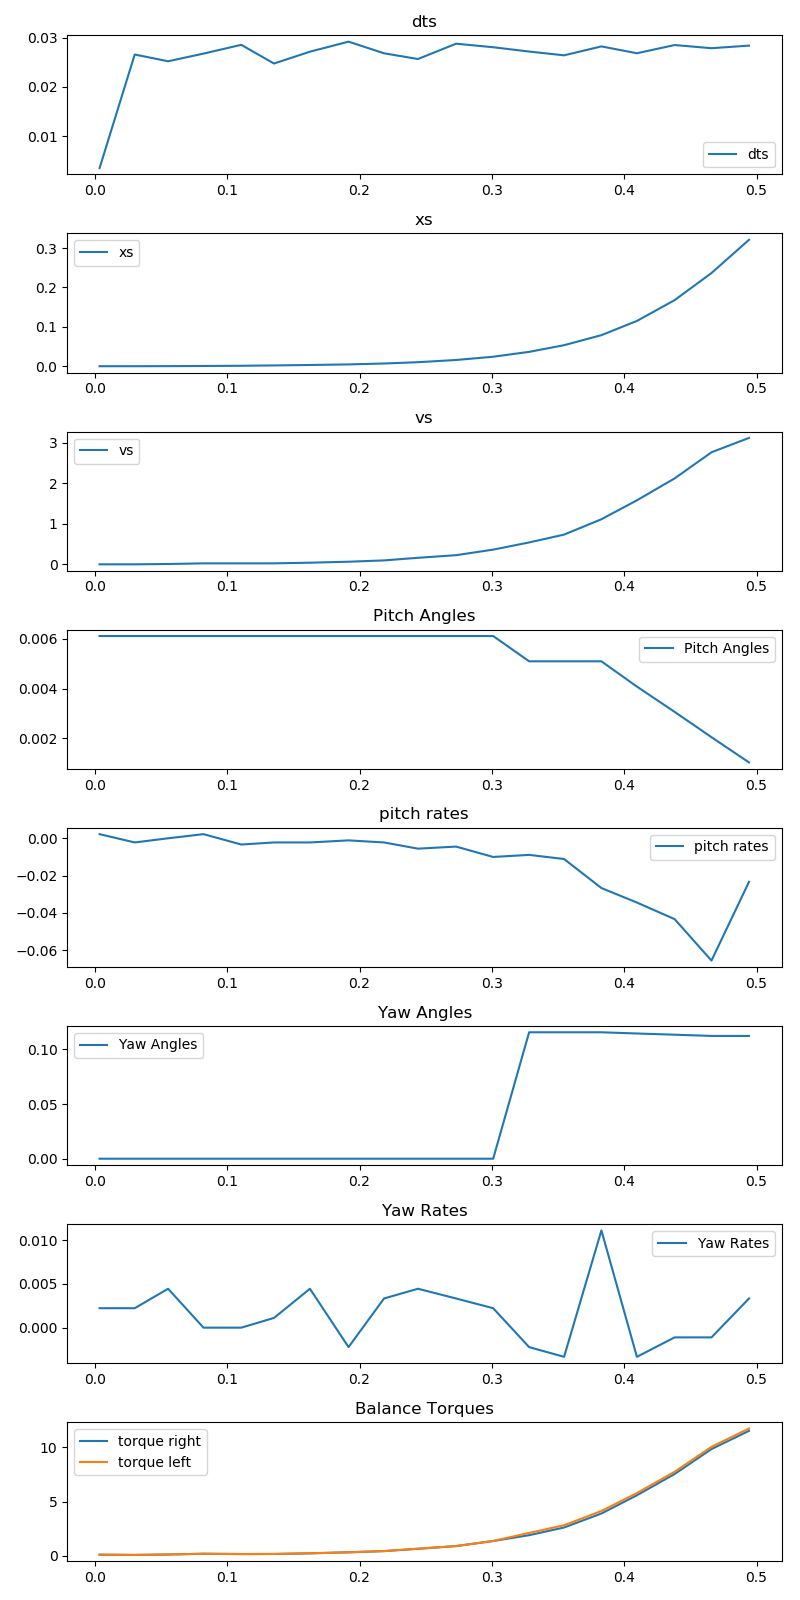 dts
0.03
0.02
0.01
dts
0.0 0.1 0.2 0.3 0.4 0.5
xs
0.3
0.2
0.1
0.0
xs
0.0 0.1 0.2 0.3 0.4 0.5
vs
3
2
1
0
vs
0.0 0.1 0.2 0.3 0.4 0.5
Pitch Angles
0.006
0.004
0.002
Pitch Angles
0.0 0.1 0.2 0.3 0.4 0.5
pitch rates
0.00
−0.02
−0.04
−0.06
pitch rates
0.0 0.1 0.2 0.3 0.4 0.5
Yaw Angles
0.10
0.05
0.00
Yaw Angles
0.0 0.1 0.2 0.3 0.4 0.5
Yaw Rates
0.010
0.005
0.000
Yaw Rates
0.0 0.1 0.2 0.3 0.4 0.5
Balance Torques
10
5
0
torque right
torque left
0.0 0.1 0.2 0.3 0.4 0.5